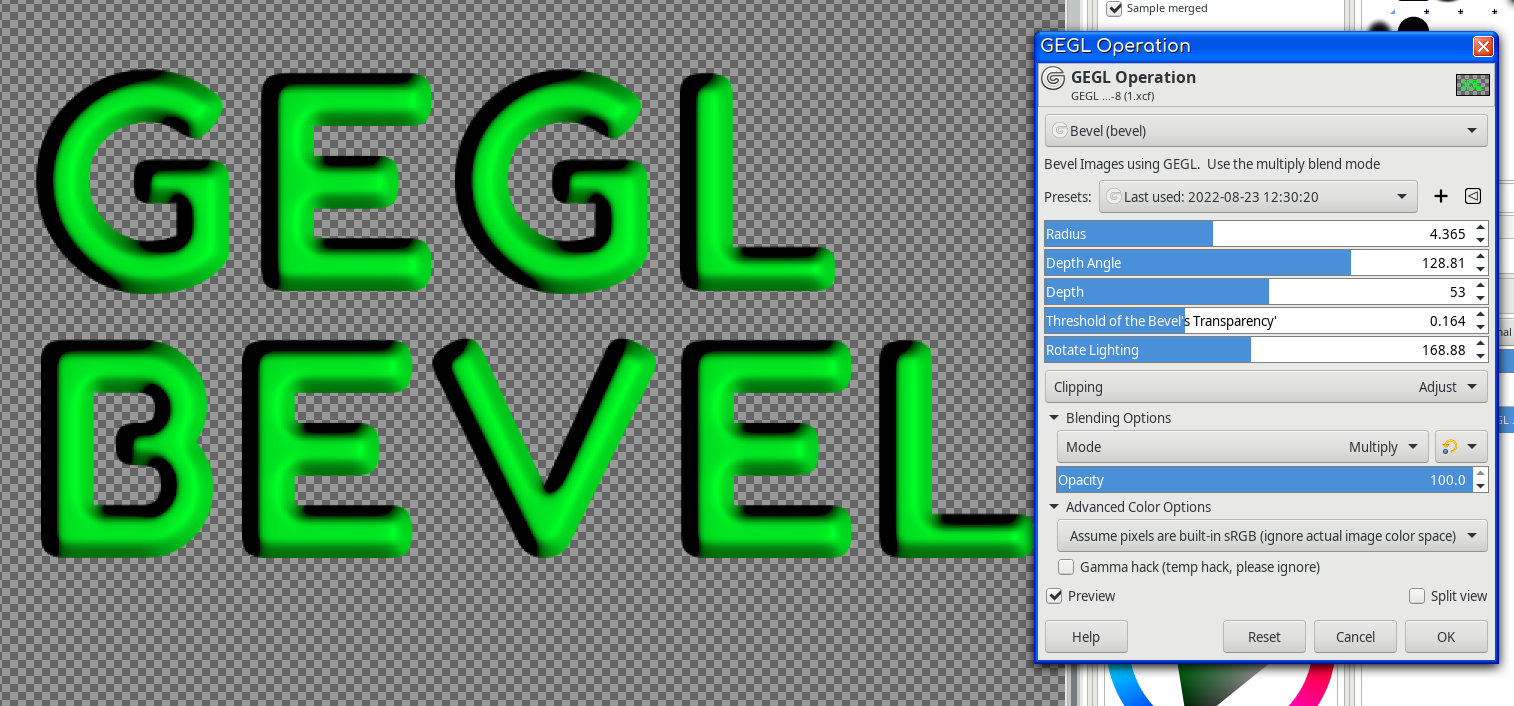 GEGL
BEVEL
Sample merged
GEGL Operation
GEGL Operation
GEGL ...-8 (1.xcf)
Bevel (bevel)
Bevel Images using GEGL.  Use the multiply blend mode
Presets: Last used: 2022-08-23 12:30:20
Radius 4.365
Depth Angle 128.81
Depth 53
Threshold of the Bevel's Transparency' 0.164
Rotate Lighting 168.88
Clipping Adjust
Blending Options
Mode Multiply
Opacity 100.0
Advanced Color Options
Assume pixels are built-in sRGB (ignore actual image color space)
Gamma hack (temp hack, please ignore)
Preview Split view
Help Reset Cancel OK